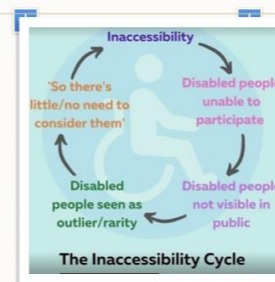 Inaccessibility
Disabled people
unable to
participate
Disabled people
not visible in
public
Disabled
people seen as
outlier/rarity
'So there's
little/no need to
consider them'
The Inaccessibility Cycle